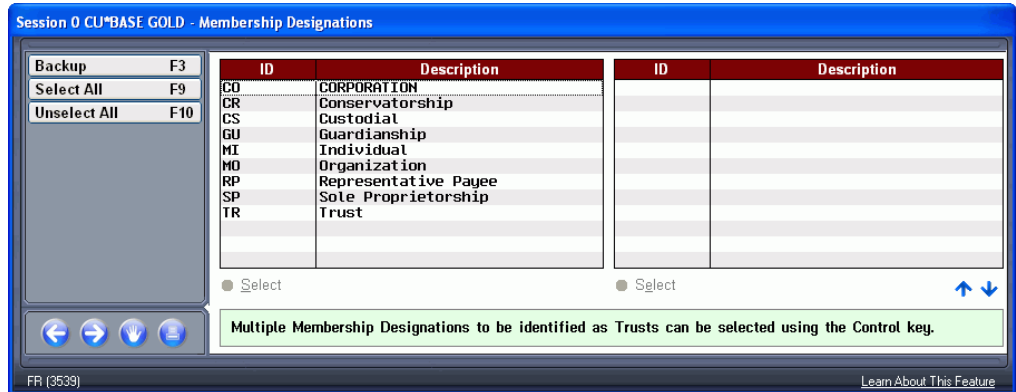 Session 0 CU*BASE GOLD - Membership Designations
Backup F3
Select All F9
Unselect All F10
ID Description ID Description
CO CORPORATION
CR Conservatorship
CS Custodial
GU Guardianship
MI Individual
MO Organization
RP Representative Payee
SP Sole Proprietorship
TR Trust
Select Select
Multiple Membership Designations to be identified as Trusts can be selected using the Control key.
FR (3539) Learn About This Feature